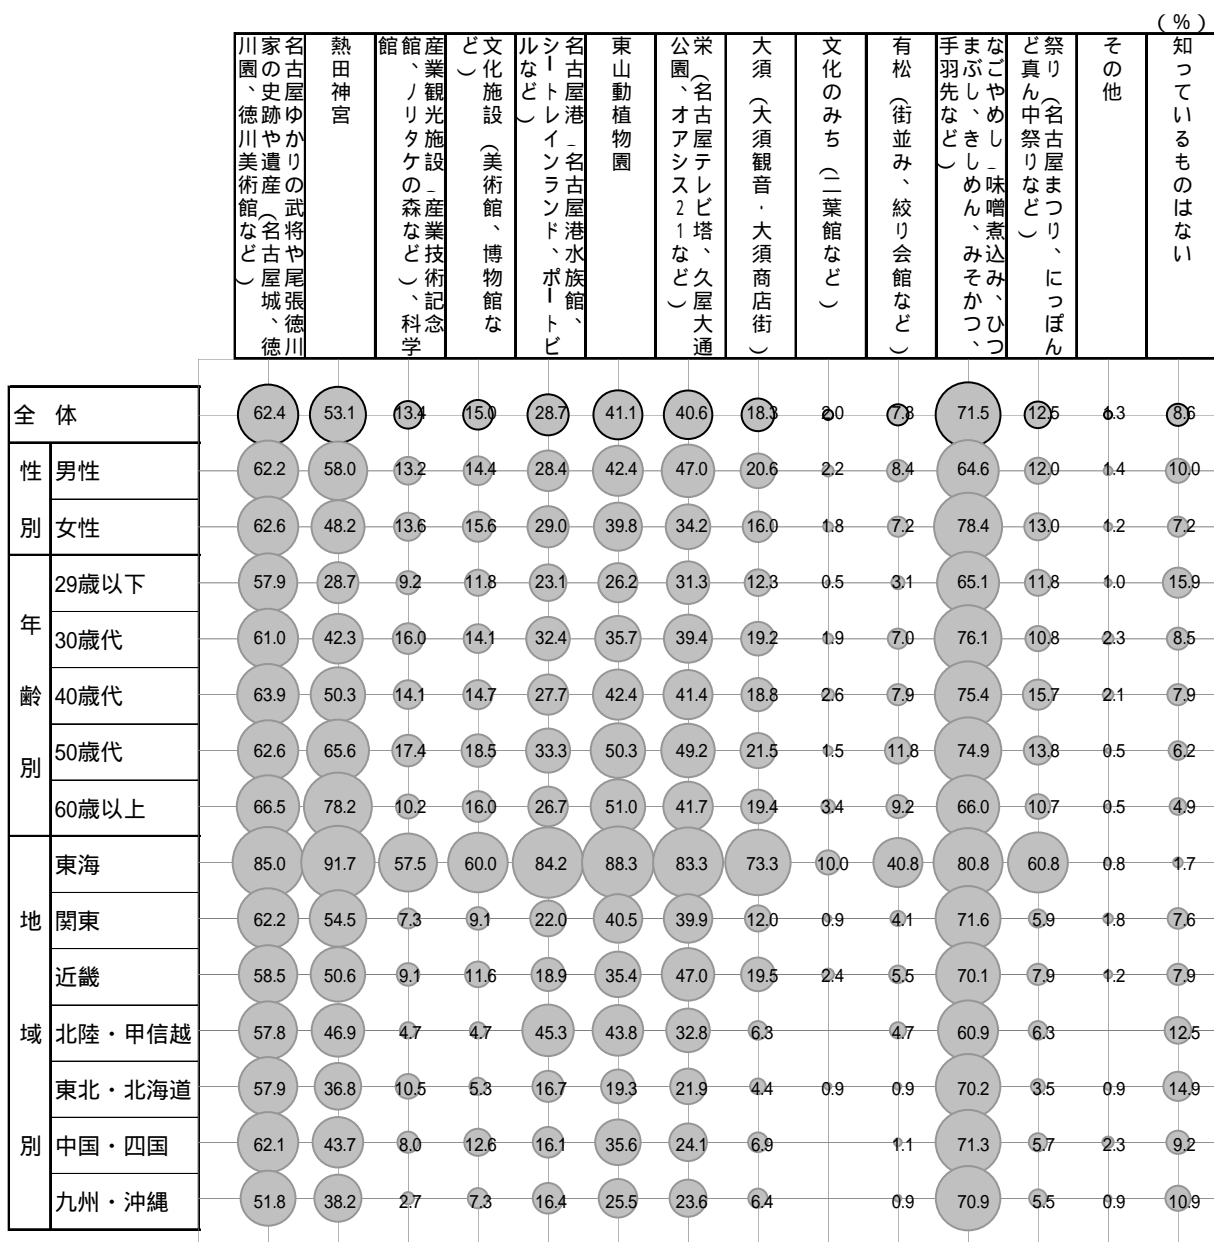 (%)
名古屋ゆかりの武将や尾張徳川
家の史跡や遺産(名古屋城、徳
川園、徳川美術館など)
熱田神宮
産業観光施設(産業技術記念
館、ノリタケの森など)、科学
館
文化施設(美術館、博物館な
ど)
名古屋港(名古屋港水族館、
シートレインランド、ポートビ
ルなど)
東山動植物園
栄(名古屋テレビ塔、久屋大通
公園、オアシス21など)
大須(大須観音・大須商店街)
文化のみち(二葉館など)
有松(街並み、絞り会館など)
なごやめし(味噌煮込み、ひつ
まぶし、きしめん、みそかつ、
手羽先など)
祭り(名古屋まつり、にっぽん
ど真ん中祭りなど)
その他
知っているものはない
全体 62.4 53.1 13.4 15.0 28.7 41.1 40.6 18.3 2.0 7.8 71.5 12.5 1.3 8.6
性別
男性 62.2 58.0 13.2 14.4 28.4 42.4 47.0 20.6 2.2 8.4 64.6 12.0 1.4 10.0
女性 62.6 48.2 13.6 15.6 29.0 39.8 34.2 16.0 1.8 7.2 78.4 13.0 1.2 7.2
年齢別
29歳以下 57.9 28.7 9.2 11.8 23.1 26.2 31.3 12.3 0.5 3.1 65.1 11.8 1.0 15.9
30歳代 61.0 42.3 16.0 14.1 32.4 35.7 39.4 19.2 1.9 7.0 76.1 10.8 2.3 8.5
40歳代 63.9 50.3 14.1 14.7 27.7 42.4 41.4 18.8 2.6 7.9 75.4 15.7 2.1 7.9
50歳代 62.6 65.6 17.4 18.5 33.3 50.3 49.2 21.5 1.5 11.8 74.9 13.8 0.5 6.2
60歳以上 66.5 78.2 10.2 16.0 26.7 51.0 41.7 19.4 3.4 9.2 66.0 10.7 0.5 4.9
地域別
東海 85.0 91.7 57.5 60.0 84.2 88.3 83.3 73.3 10.0 40.8 80.8 60.8 0.8 1.7
関東 62.2 54.5 7.3 9.1 22.0 40.5 39.9 12.0 0.9 4.1 71.6 5.9 1.8 7.6
近畿 58.5 50.6 9.1 11.6 18.9 35.4 47.0 19.5 2.4 5.5 70.1 7.9 1.2 7.9
北陸・甲信越 57.8 46.9 4.7 4.7 45.3 43.8 32.8 6.3 4.7 60.9 6.3 12.5
東北・北海道 57.9 36.8 10.5 5.3 16.7 19.3 21.9 4.4 0.9 0.9 70.2 3.5 0.9 14.9
中国・四国 62.1 43.7 8.0 12.6 16.1 35.6 24.1 6.9 1.1 71.3 5.7 2.3 9.2
九州・沖縄 51.8 38.2 2.7 7.3 16.4 25.5 23.6 6.4 0.9 70.9 5.5 0.9 10.9